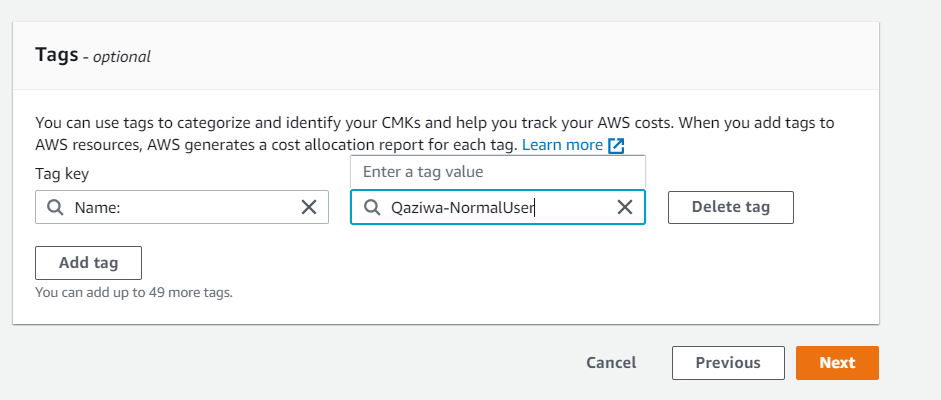 Tags - optional
You can use tags to categorize and identify your CMKs and help you track your AWS costs. When you add tags to
AWS resources, AWS generates a cost allocation report for each tag. Learn more
Tag key
Enter a tag value
Name:
Qaziwa-NormalUser
Delete tag
Add tag
You can add up to 49 more tags.
Cancel
Previous
Next